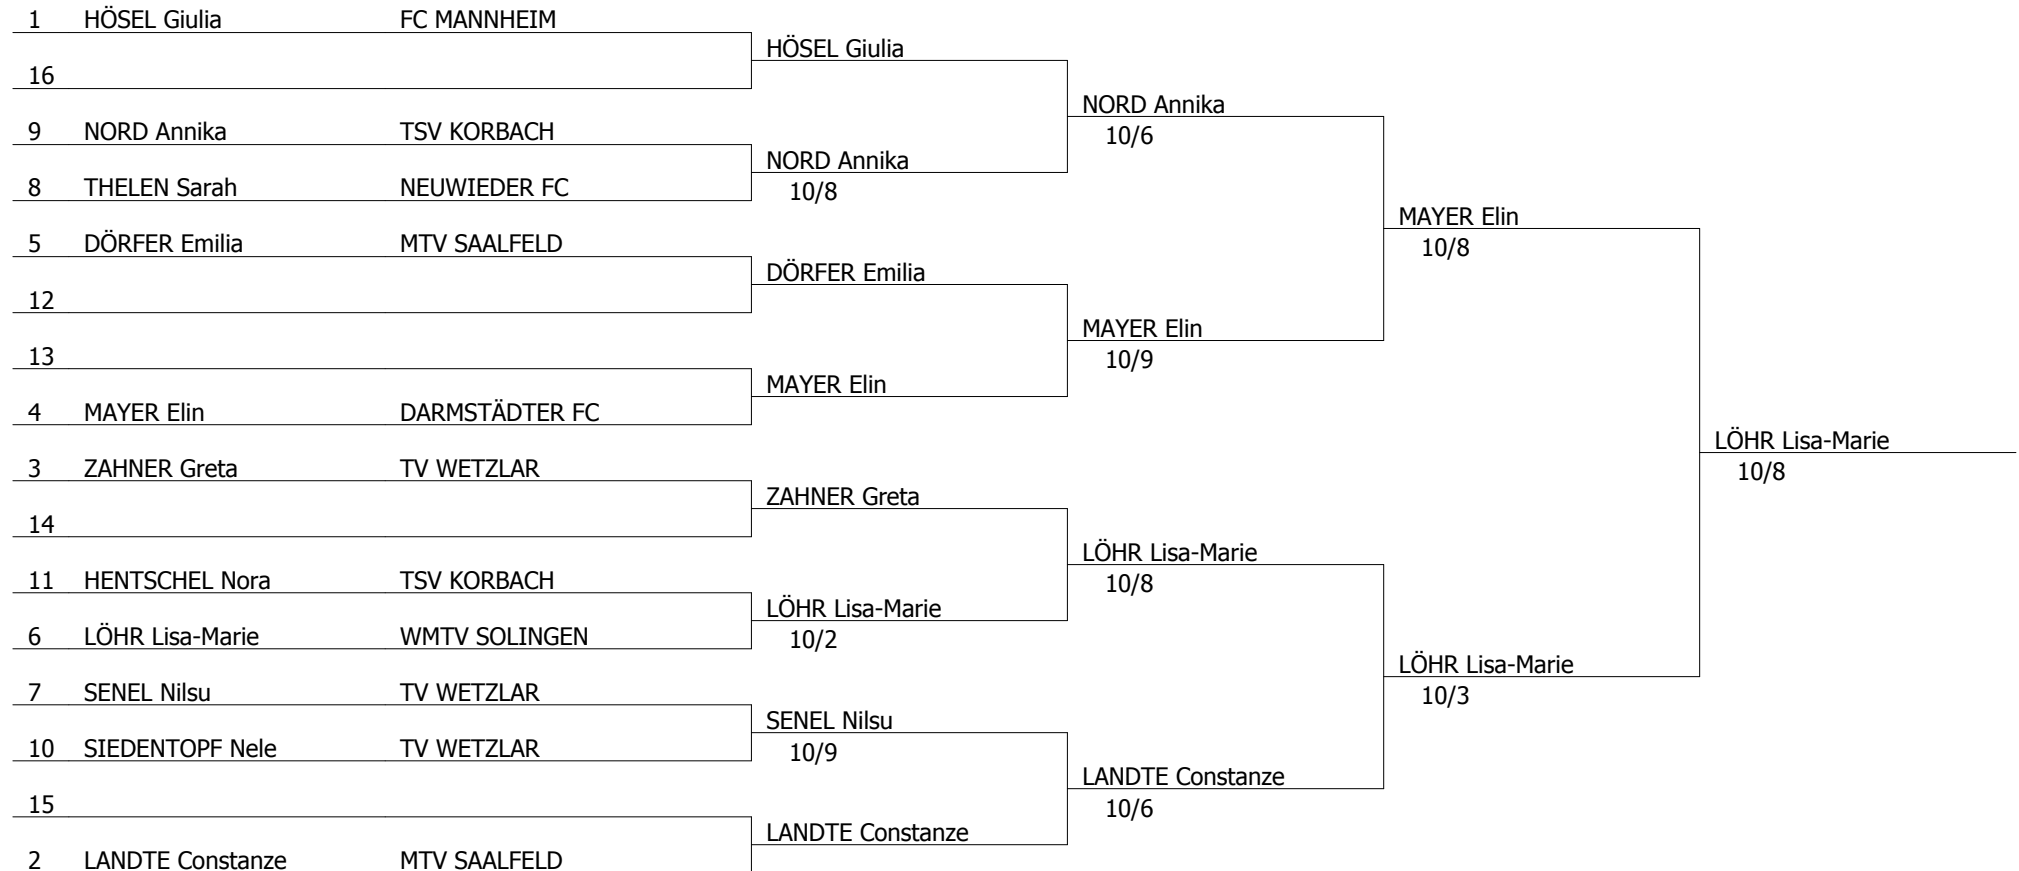 1 HÖSEL Giulia FC MANNHEIM
HÖSEL Giulia
16
NORD Annika
10/6
9 NORD Annika TSV KORBACH
NORD Annika
10/8
8 THELEN Sarah NEUWIEDER FC
MAYER Elin
10/8
5 DÖRFER Emilia MTV SAALFELD
DÖRFER Emilia
12
MAYER Elin
10/9
13
MAYER Elin
4 MAYER Elin DARMSTÄDTER FC
LÖHR Lisa-Marie
10/8
3 ZAHNER Greta TV WETZLAR
ZAHNER Greta
14
LÖHR Lisa-Marie
10/8
11 HENTSCHEL Nora TSV KORBACH
LÖHR Lisa-Marie
10/2
6 LÖHR Lisa-Marie WMTV SOLINGEN
LÖHR Lisa-Marie
10/3
7 SENEL Nilsu TV WETZLAR
SENEL Nilsu
10/9
10 SIEDENTOPF Nele TV WETZLAR
LANDTE Constanze
10/6
15
LANDTE Constanze
2 LANDTE Constanze MTV SAALFELD